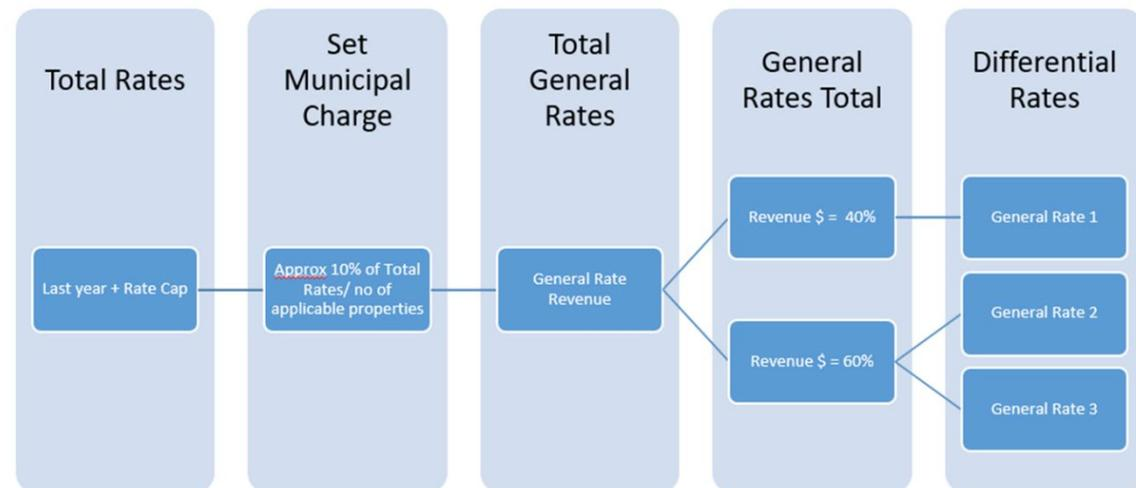 Total Rates
Set
Municipal
Charge
Total
General
Rates
General
Rates Total
Differential
Rates
Last year + Rate Cap
Approx 10% of Total
Rates/ no of
applicable properties
General Rate
Revenue
Revenue $ =  40%
Revenue $ = 60%
General Rate 1
General Rate 2
General Rate 3